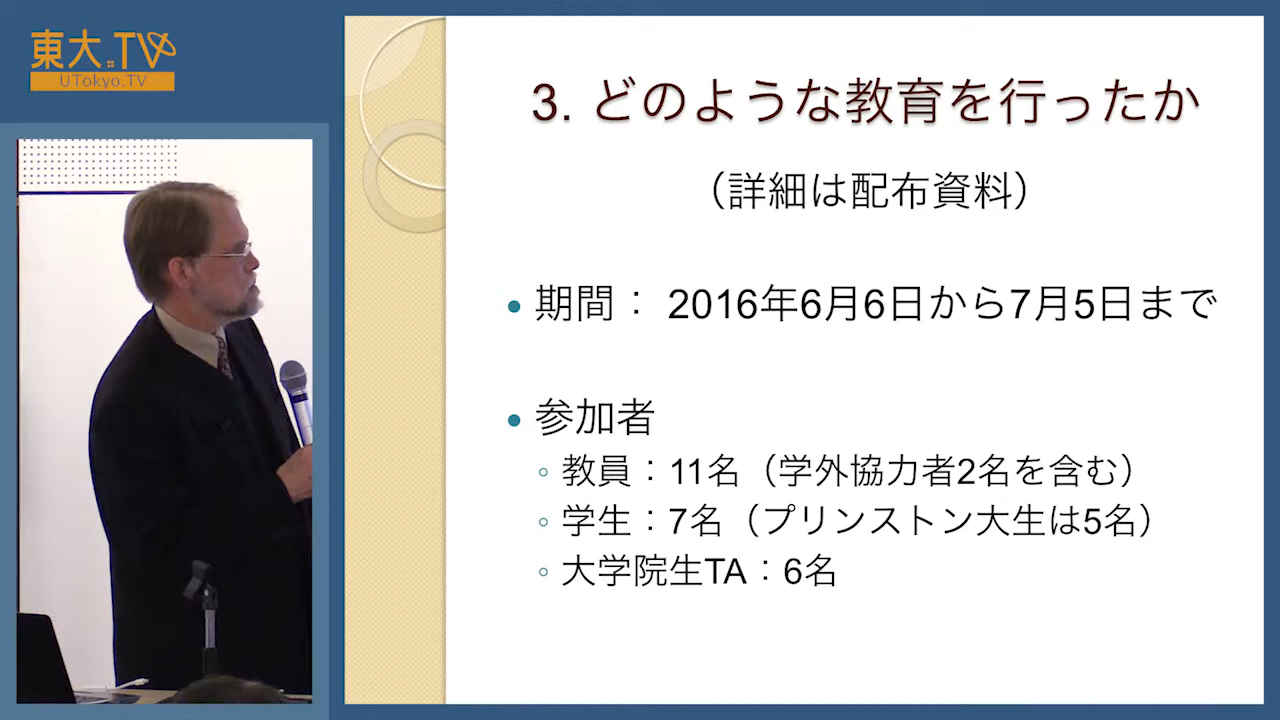 東大.TV
UTokyo.TV
3. どのような教育を行ったか
（詳細は配布資料）
• 期間： 2016年6月6日から7月5日まで
• 参加者
◦ 教員：11名（学外協力者2名を含む）
◦ 学生：7名（プリンストン大生は5名）
◦ 大学院生TA：6名